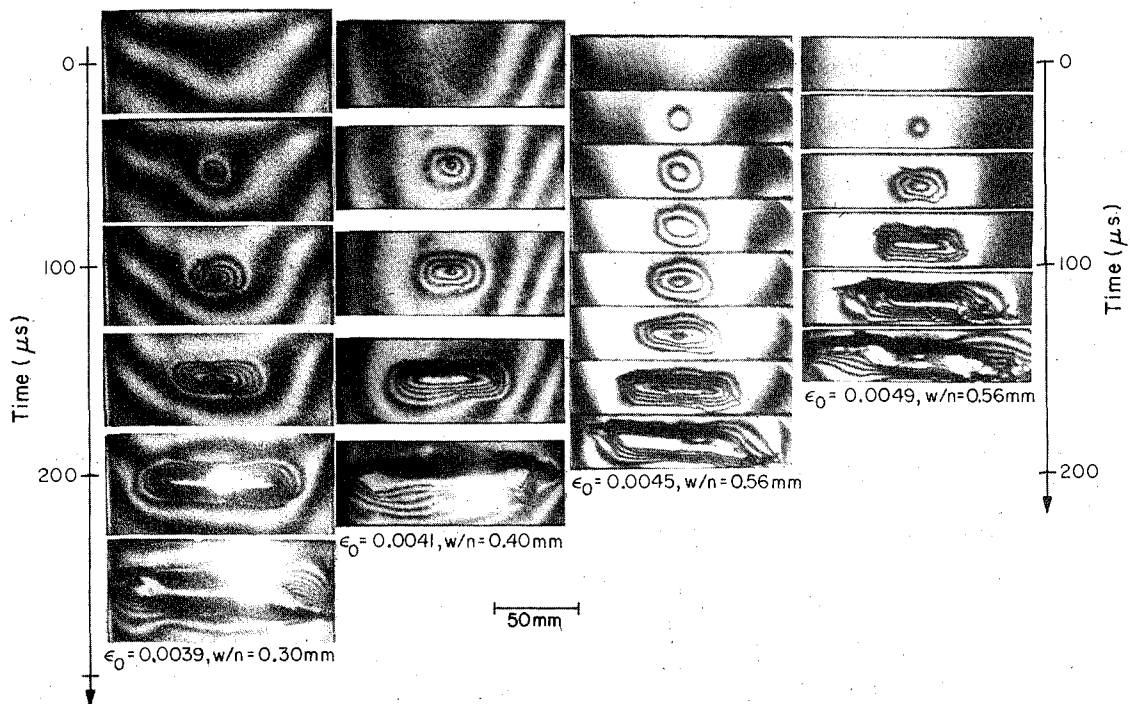 0
100
200
Time (μs)
0
100
200
Time (μs)
ϵ₀ = 0.0049, w/n = 0.56mm
ϵ₀ = 0.0045, w/n = 0.56mm
ϵ₀ = 0.0041, w/n = 0.40mm
50mm
ϵ₀ = 0.0039, w/n = 0.30mm